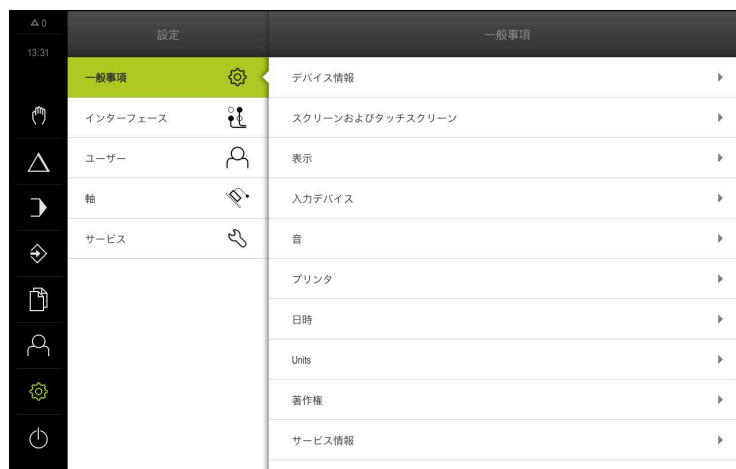 △ 0
13:31
設定
一般事項
一般事項
インターフェース
ユーザー
軸
サービス
デバイス情報
スクリーンおよびタッチスクリーン
表示
入力デバイス
音
プリンタ
日時
Units
著作権
サービス情報